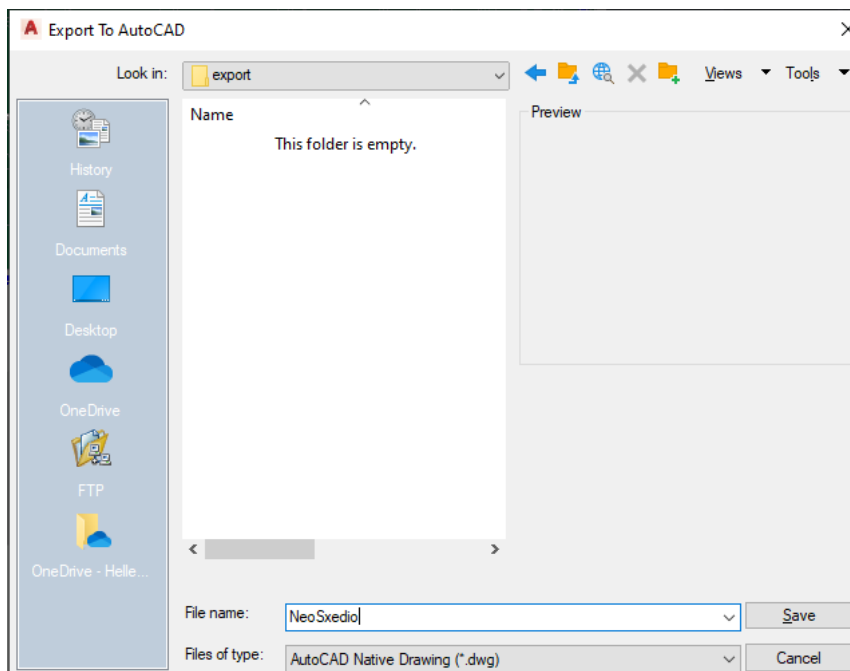 Export To AutoCAD
Look in: export Views Tools
Name
This folder is empty.
Preview
History
Documents
Desktop
OneDrive
FTP
OneDrive - Helle...
File name: NeoSxedio Save
Files of type: AutoCAD Native Drawing (*.dwg) Cancel